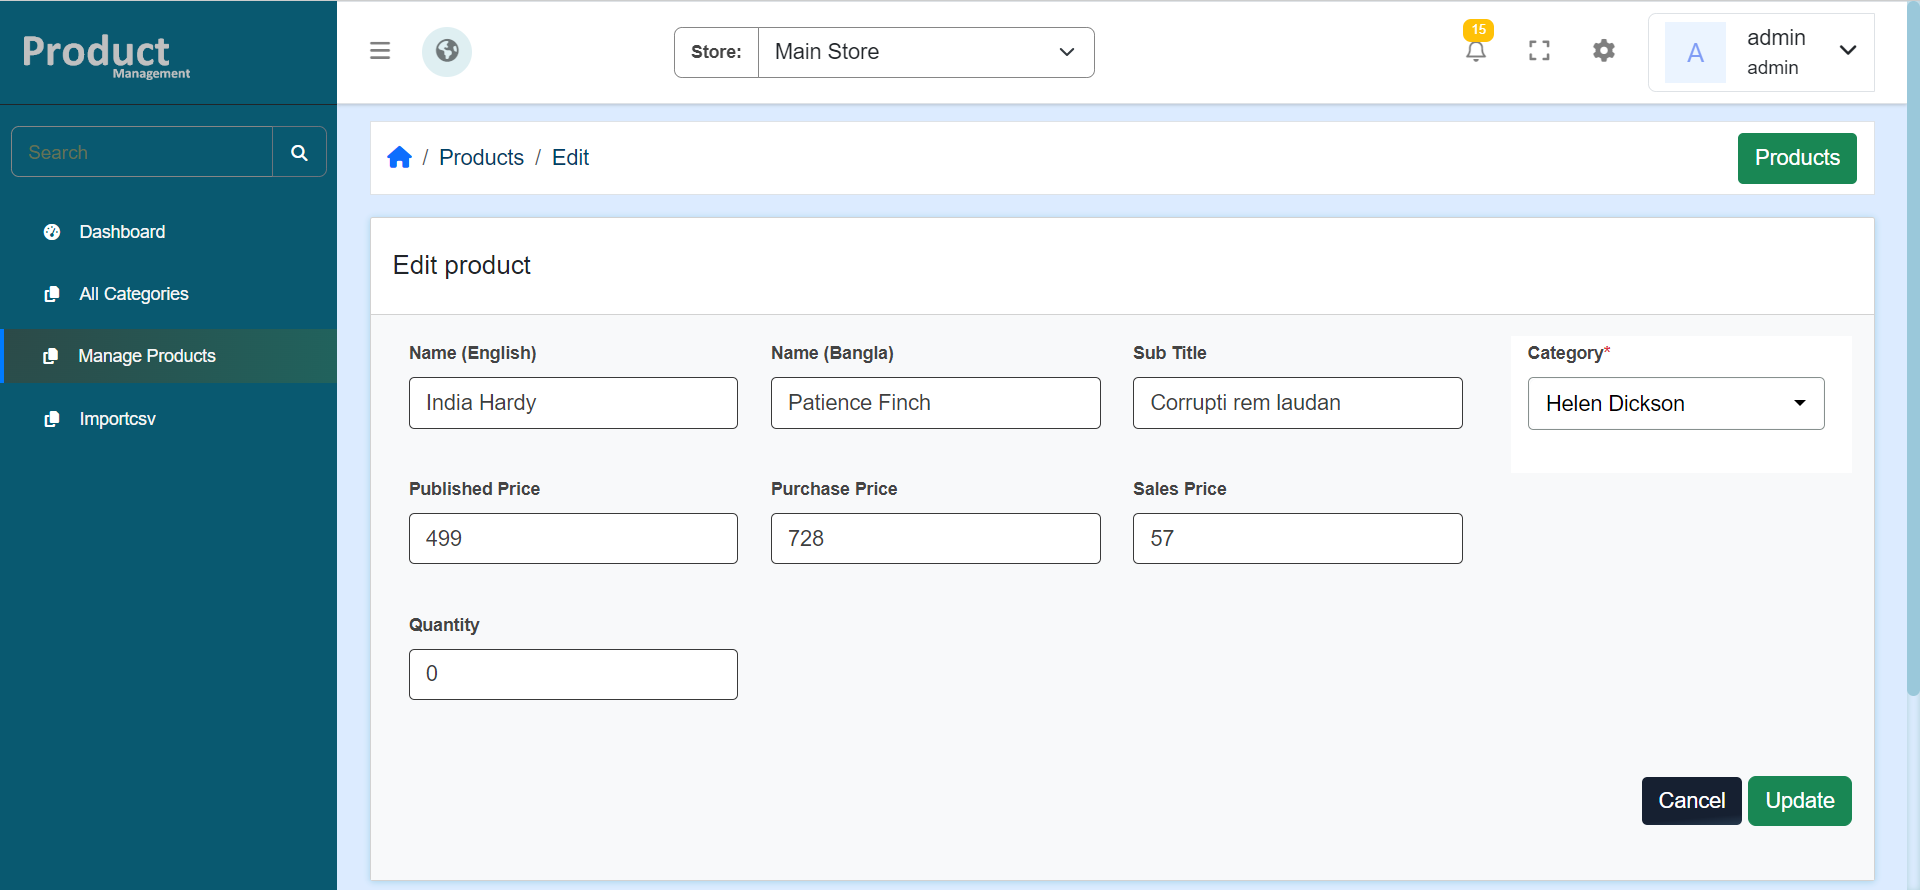 Product
Management
Search
Dashboard
All Categories
Manage Products
Importcsv
Store: Main Store
15
A
admin
admin
/ Products / Edit
Products
Edit product
Name (English) Name (Bangla) Sub Title Category*
India Hardy Patience Finch Corrupti rem laudan Helen Dickson
Published Price Purchase Price Sales Price
499 728 57
Quantity
0
Cancel Update